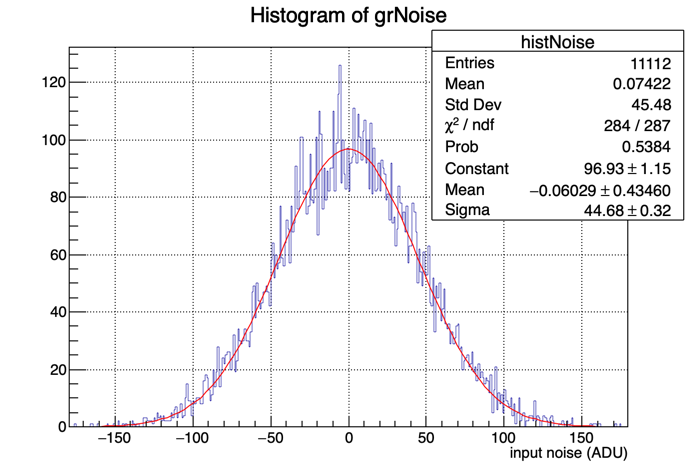 Histogram of grNoise
histNoise
Entries 11112
Mean 0.07422
Std Dev 45.48
χ² / ndf 284 / 287
Prob 0.5384
Constant 96.93 ± 1.15
Mean −0.06029 ± 0.43460
Sigma 44.68 ± 0.32
120
100
80
60
40
20
0
−150 −100 −50 0 50 100 150
input noise (ADU)